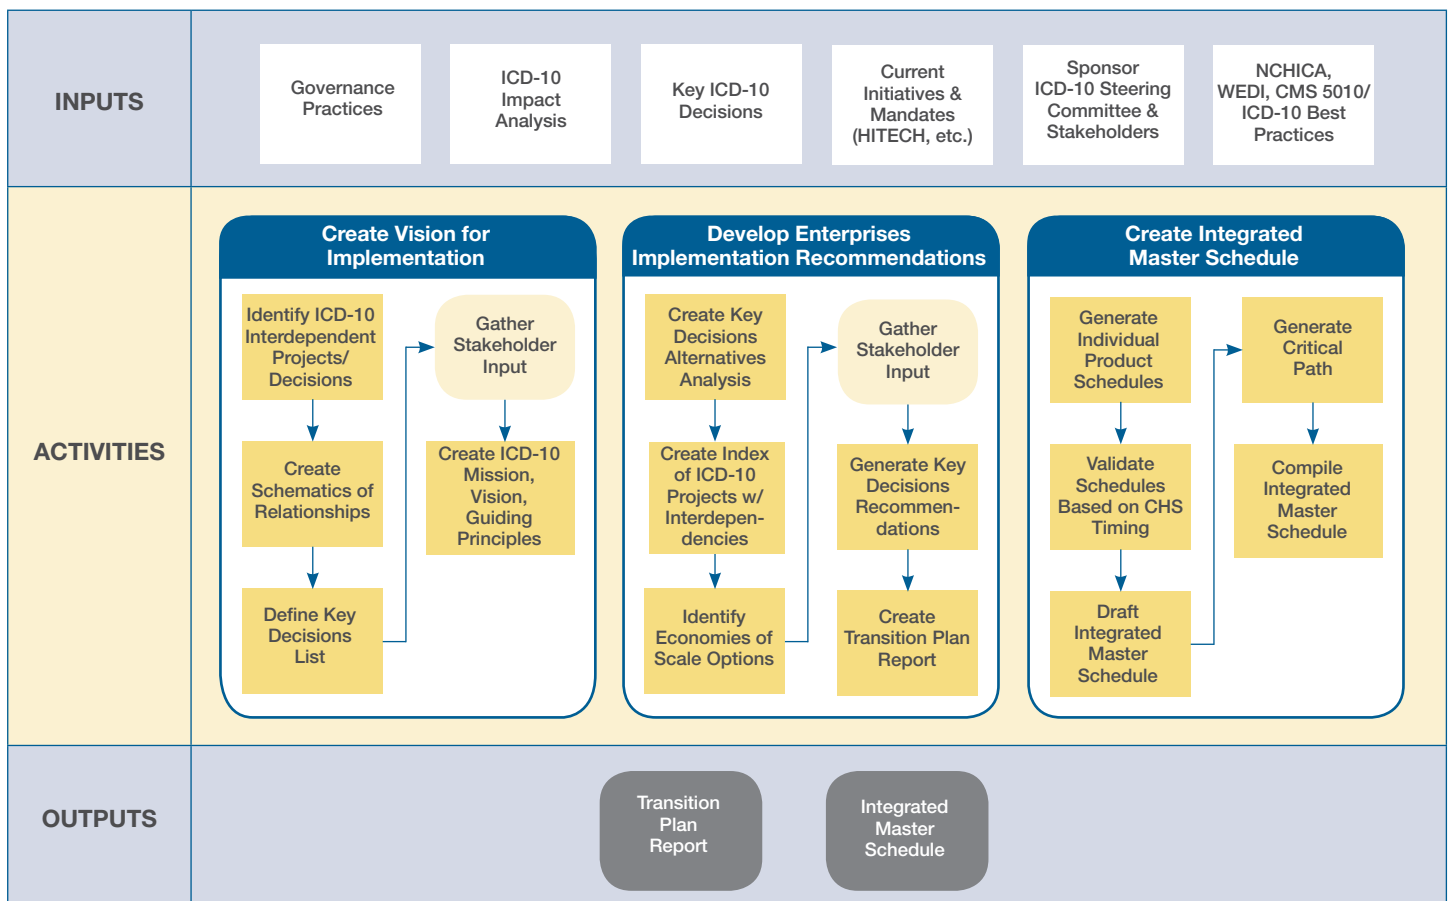 INPUTS
Governance
Practices
ICD-10
Impact
Analysis
Key ICD-10
Decisions
Current
Initiatives &
Mandates
(HITECH, etc.)
Sponsor
ICD-10 Steering
Committee &
Stakeholders
NCHICA,
WEDI, CMS 5010/
ICD-10 Best
Practices
ACTIVITIES
Create Vision for
Implementation
Identify ICD-10
Interdependent
Projects/
Decisions
Create
Schematics of
Relationships
Define Key
Decisions
List
Gather
Stakeholder
Input
Create ICD-10
Mission,
Vision,
Guiding
Principles
Develop Enterprises
Implementation Recommendations
Create Key
Decisions
Alternatives
Analysis
Create Index
of ICD-10
Projects w/
Interdepen-
dencies
Identify
Economies of
Scale Options
Gather
Stakeholder
Input
Generate Key
Decisions
Recommen-
dations
Create
Transition Plan
Report
Create Integrated
Master Schedule
Generate
Individual
Product
Schedules
Validate
Schedules
Based on CHS
Timing
Draft
Integrated
Master
Schedule
Generate
Critical
Path
Compile
Integrated
Master
Schedule
OUTPUTS
Transition
Plan
Report
Integrated
Master
Schedule